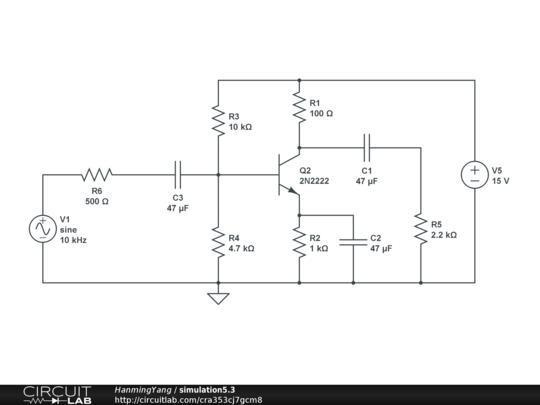 R3
10 kΩ
R1
100 Ω
R6
500 Ω
C3
47 µF
Q2
2N2222
C1
47 µF
V5
15 V
V1
sine
10 kHz
R4
4.7 kΩ
R2
1 kΩ
C2
47 µF
R5
2.2 kΩ
CIRCUIT
LAB
HanmingYang / simulation5.3
http://circuitlab.com/cra353cj7gcm8